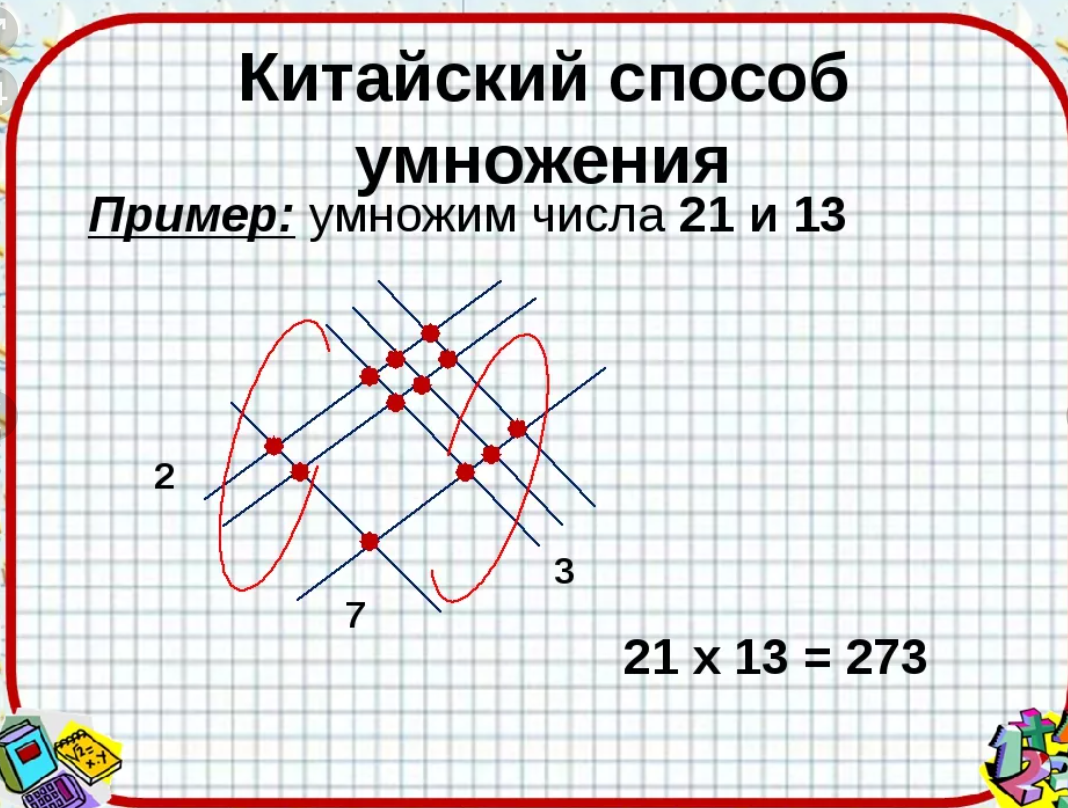 Китайский способ
умножения
Пример: умножим числа 21 и 13
2
3
7
21 х 13 = 273